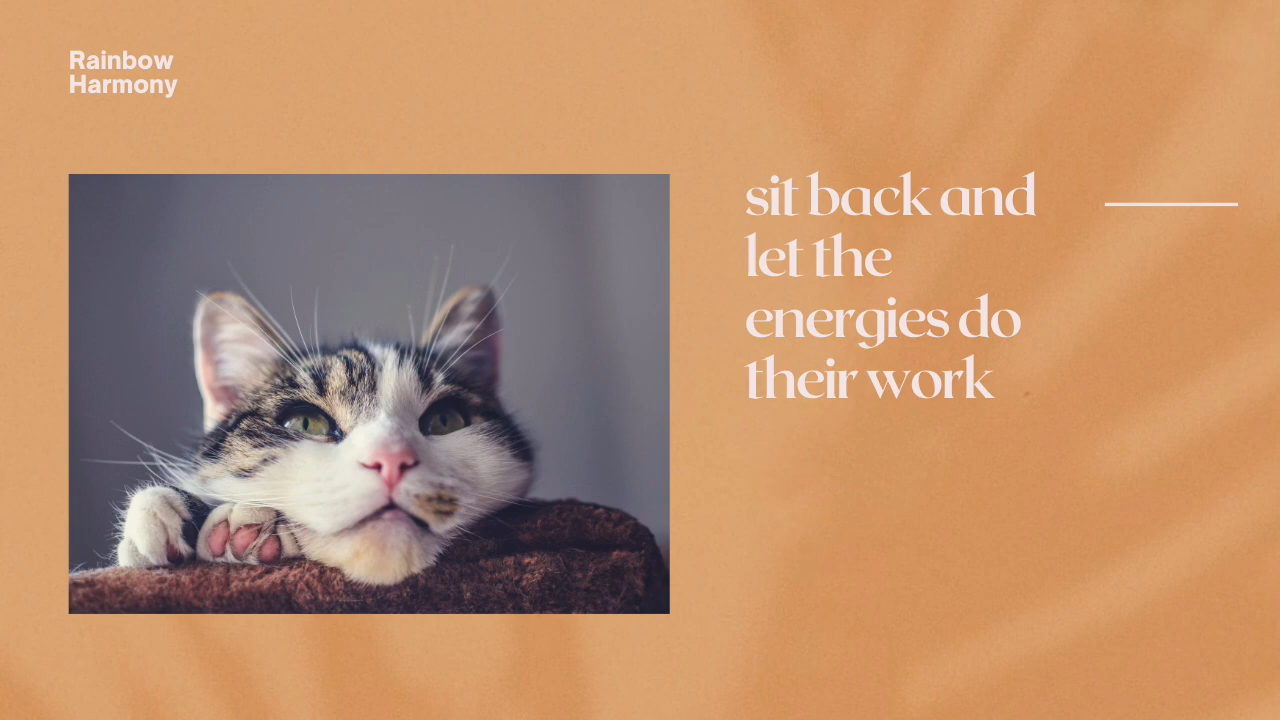 Rainbow
Harmony
sit back and
let the
energies do
their work